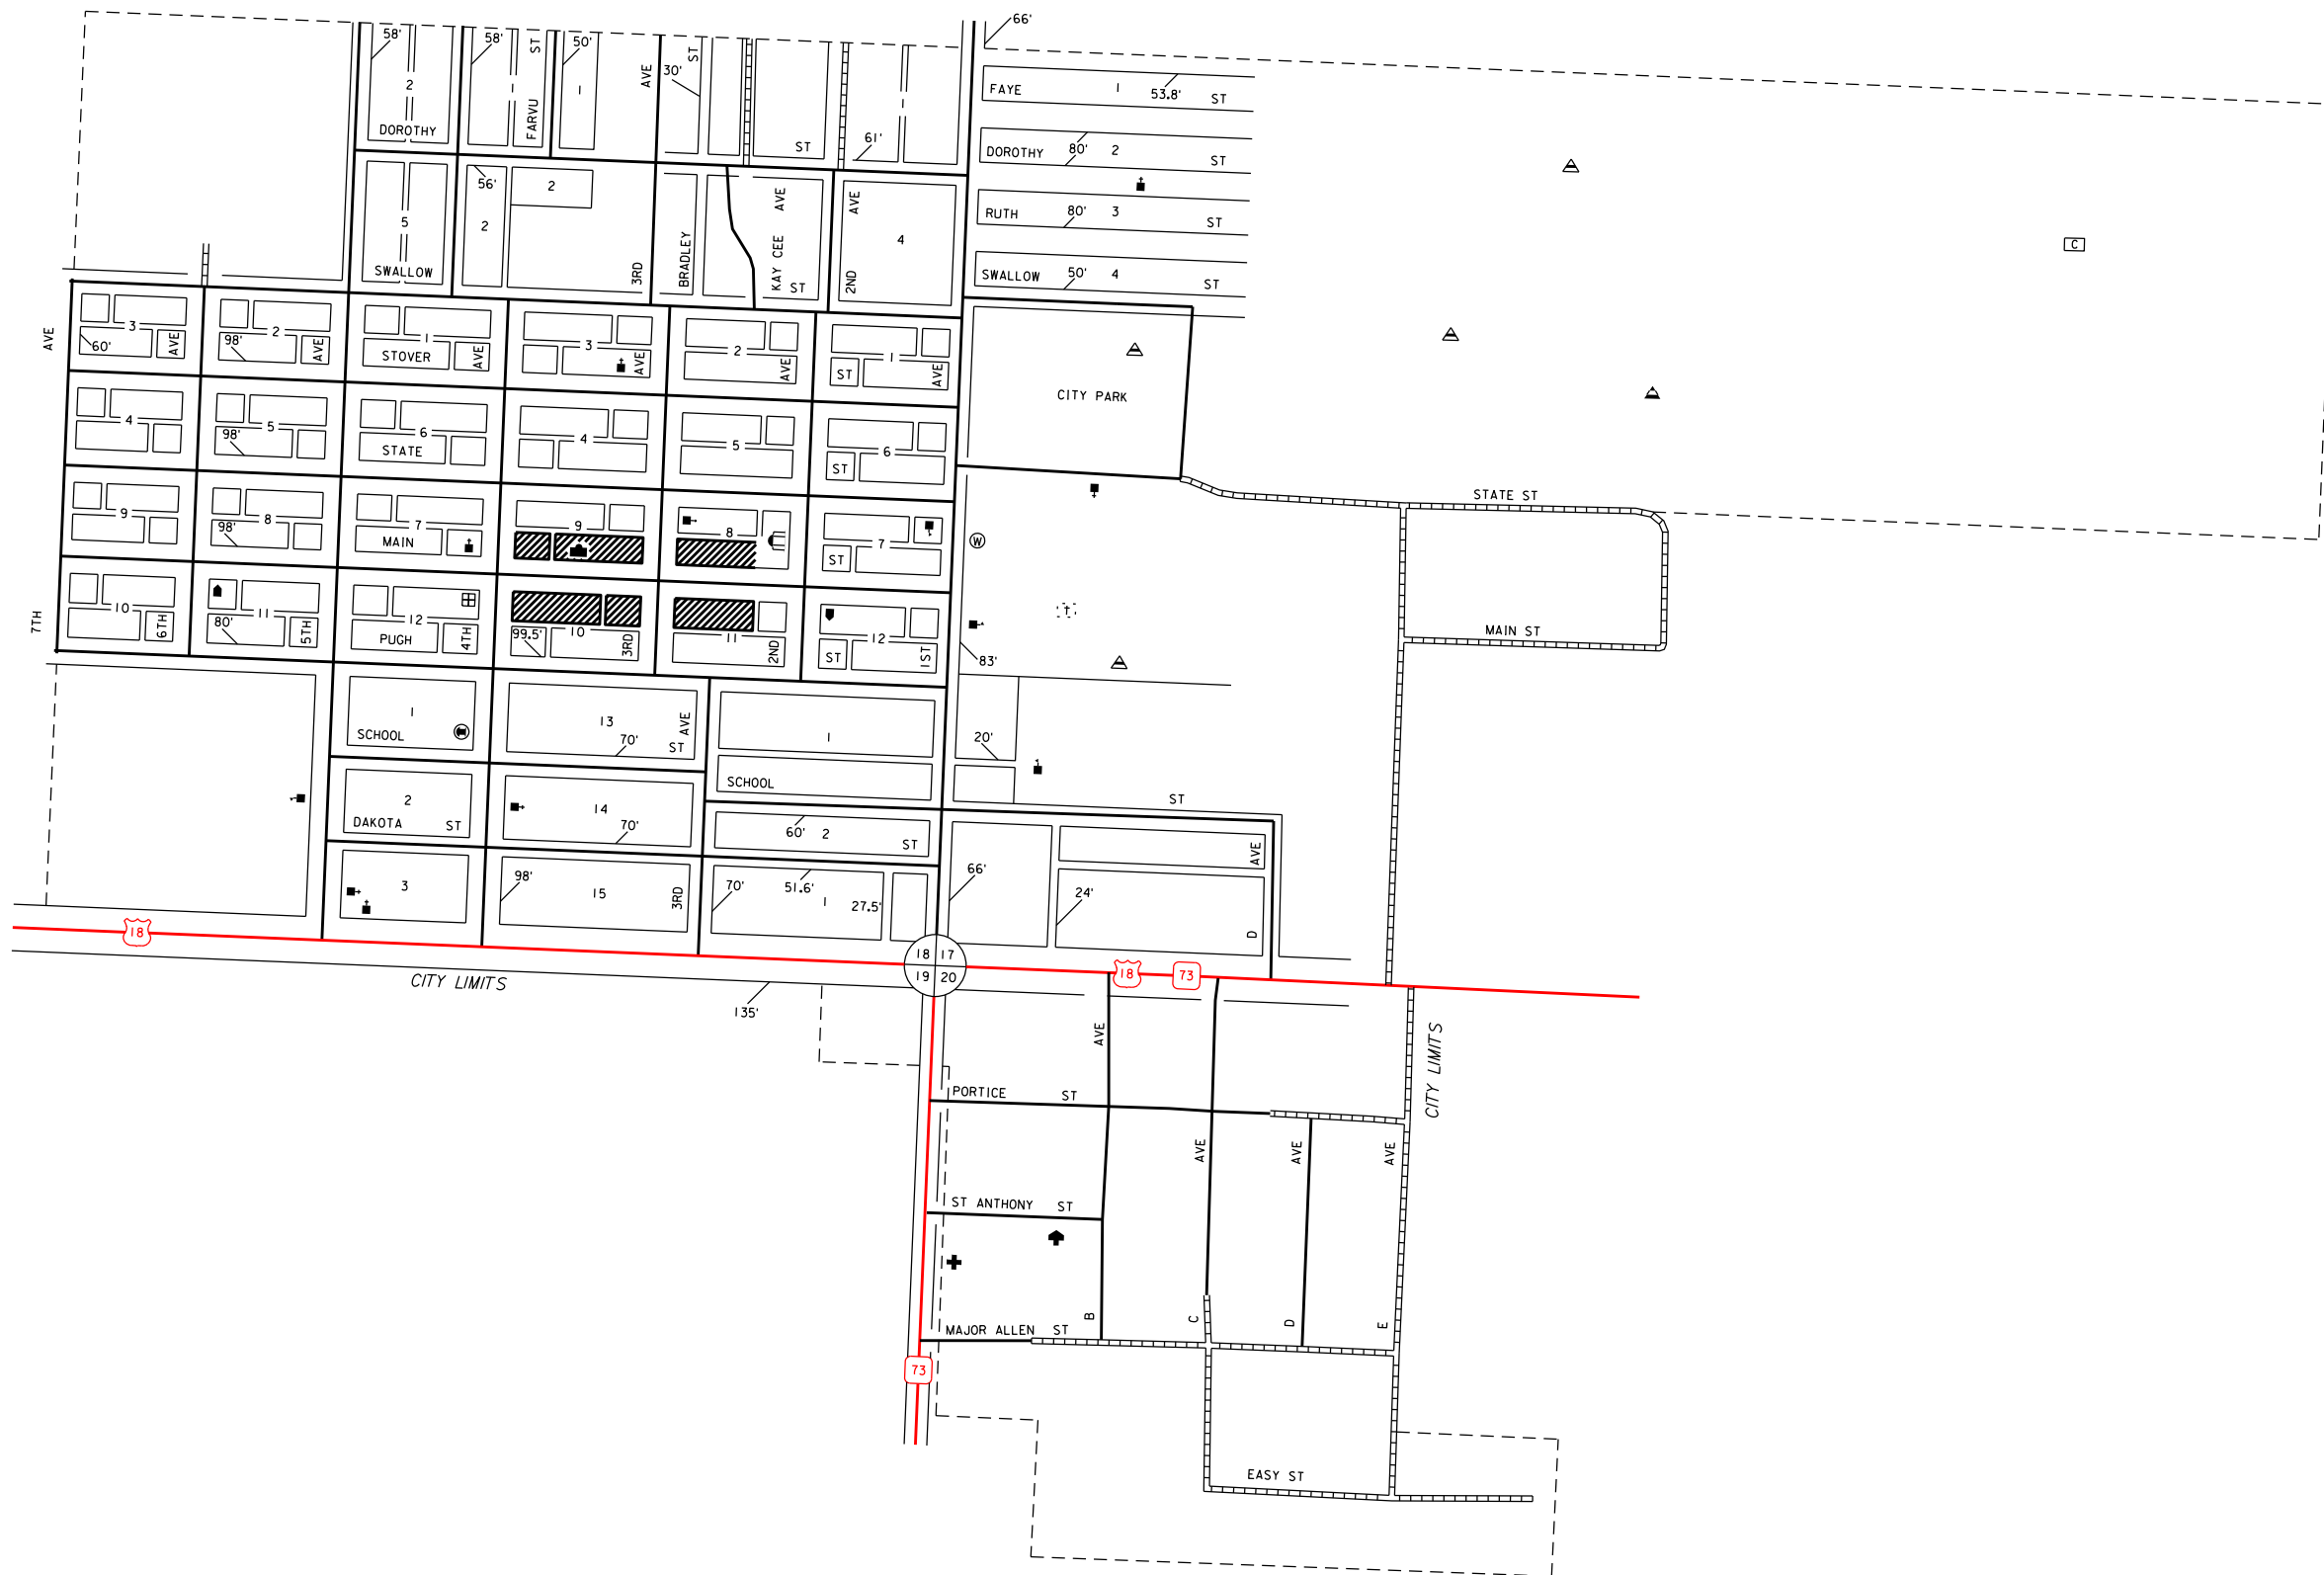 66'
58'
58'
ST
50'
AVE
ST
30'
2
1
1
1
FARVU
DOROTHY
ST
61'
FAYE 1 53.8' ST
DOROTHY 80' 2 ST
56'
2
5
2
AVE
AVE
4
RUTH 80' 3 ST
SWALLOW
3RD
BRADLEY
KAY CEE
ST
2ND
SWALLOW 50' 4 ST
C
AVE
3
60'
AVE
2
98'
AVE
1
STOVER
AVE
3
AVE
2
AVE
1
ST
AVE
CITY PARK
4
5
98'
6
STATE
4
5
6
ST
STATE ST
9
8
98'
7
MAIN
9
8
7
ST
W
MAIN ST
7TH
10
6TH
11
80'
5TH
12
PUGH
4TH
99.5'
10
3RD
11
2ND
12
ST
1ST
83'
1
SCHOOL
13
70'
AVE
ST
1
SCHOOL
20'
ST
2
DAKOTA ST
14
70'
60' 2
ST
AVE
3
98'
15
3RD
70'
51.6'
1
27.5'
66'
24'
D
18
18 17
19 20
18
73
CITY LIMITS
135'
AVE
CITY LIMITS
PORTICE ST
AVE
AVE
AVE
ST ANTHONY ST
B
C
D
E
MAJOR ALLEN ST
73
EASY ST